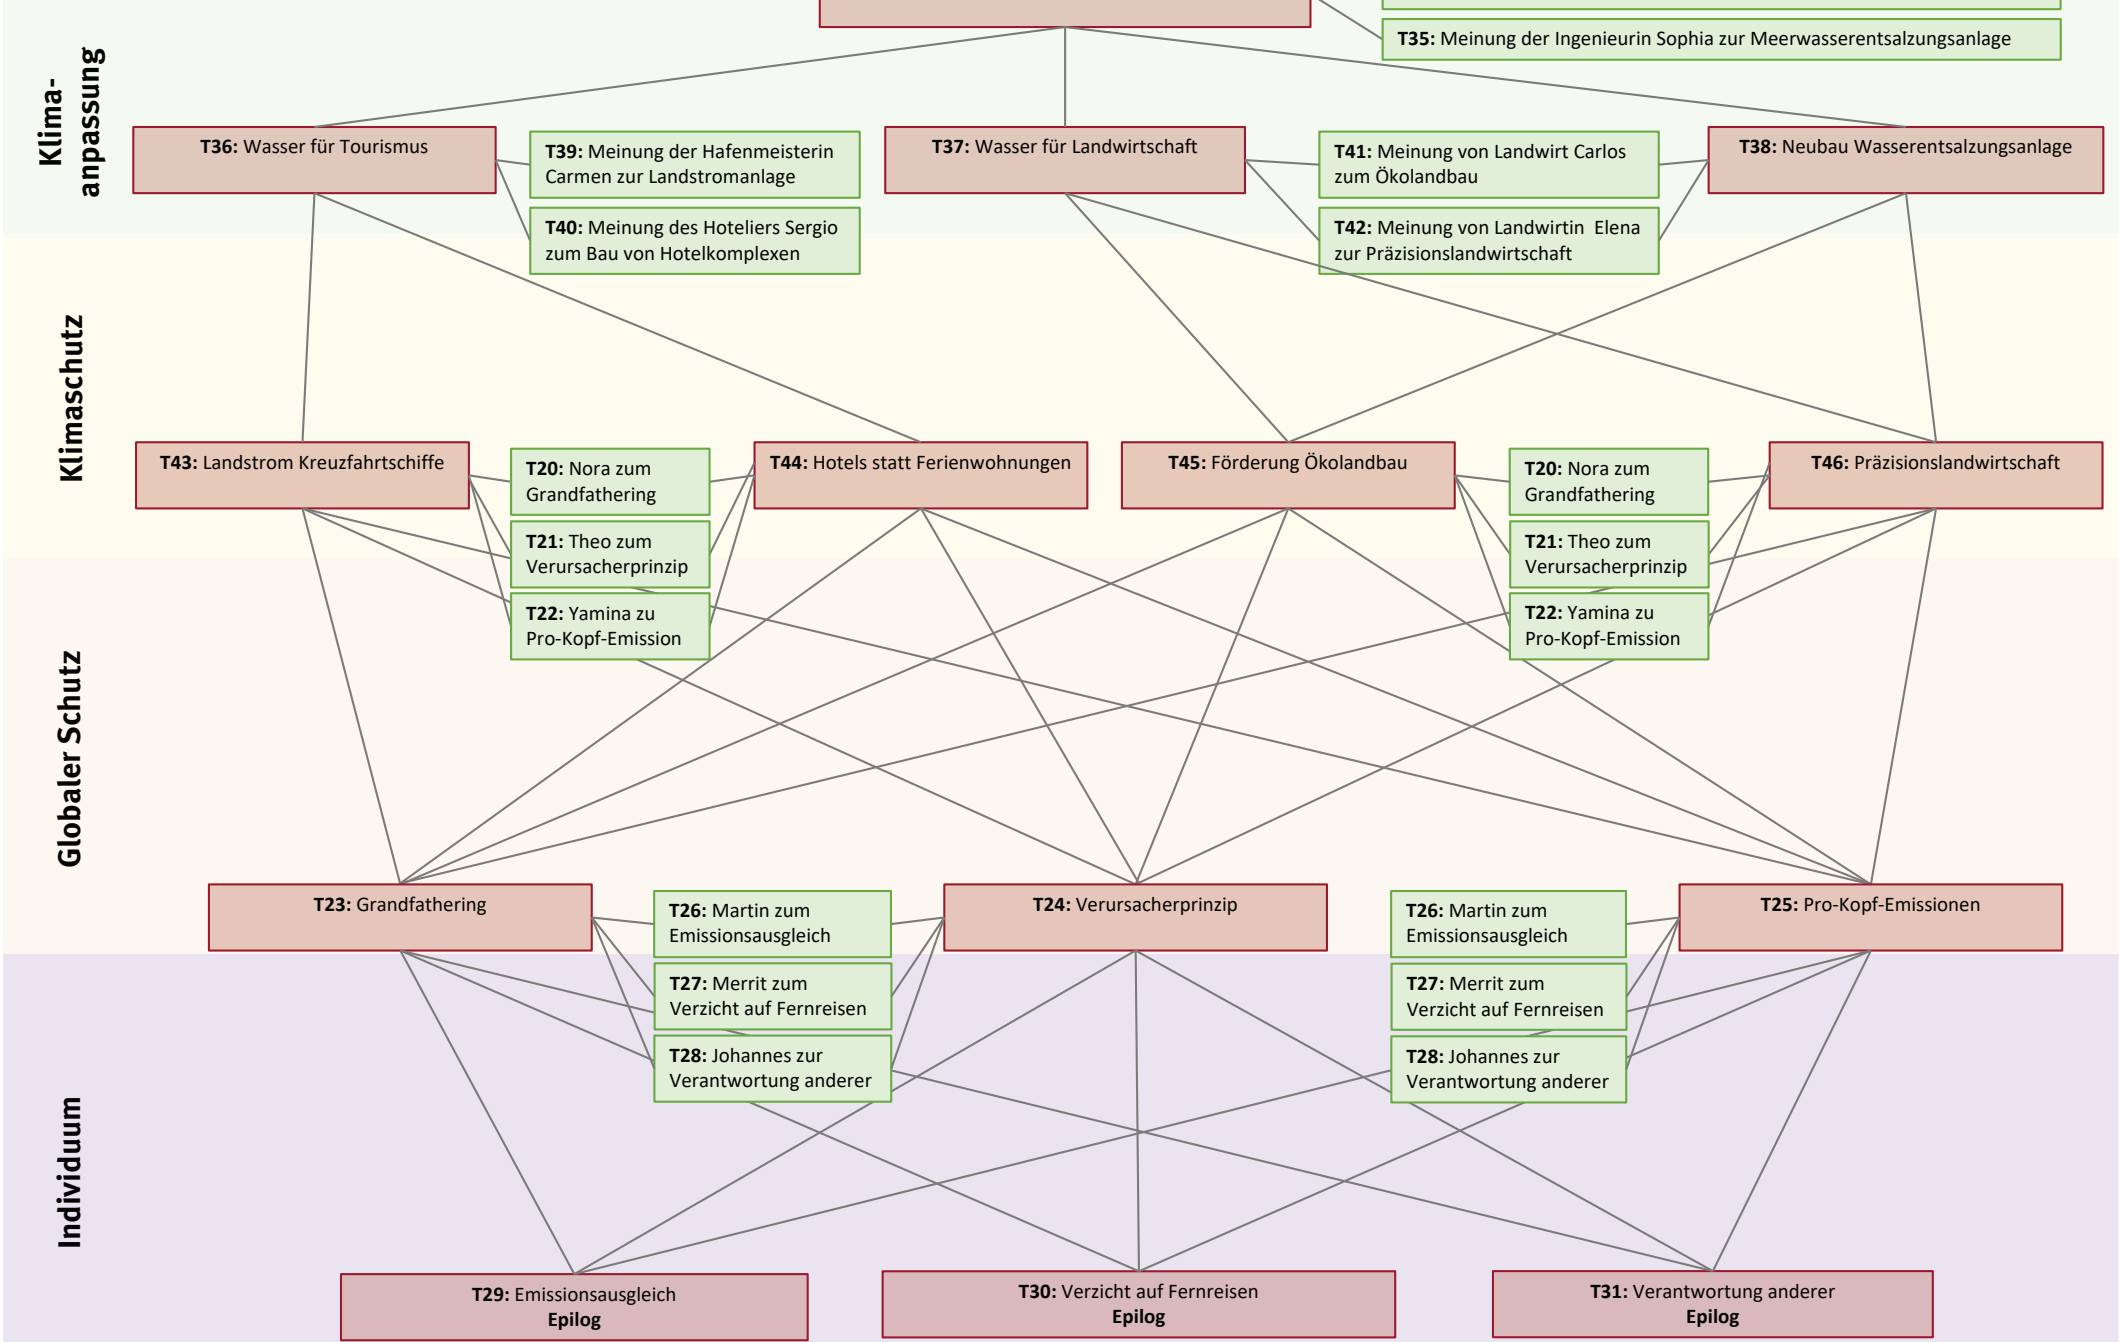 T35: Meinung der Ingenieurin Sophia zur Meerwasserentsalzungsanlage
Klima-
anpassung
T36: Wasser für Tourismus
T39: Meinung der Hafenmeisterin
Carmen zur Landstromanlage
T40: Meinung des Hoteliers Sergio
zum Bau von Hotelkomplexen
T37: Wasser für Landwirtschaft
T41: Meinung von Landwirt Carlos
zum Ökolandbau
T42: Meinung von Landwirtin Elena
zur Präzisionslandwirtschaft
T38: Neubau Wasserentsalzungsanlage
Klimaschutz
T43: Landstrom Kreuzfahrtschiffe
T20: Nora zum
Grandfathering
T21: Theo zum
Verursacherprinzip
T22: Yamina zu
Pro-Kopf-Emission
T44: Hotels statt Ferienwohnungen
T45: Förderung Ökolandbau
T20: Nora zum
Grandfathering
T21: Theo zum
Verursacherprinzip
T22: Yamina zu
Pro-Kopf-Emission
T46: Präzisionslandwirtschaft
Globaler Schutz
T23: Grandfathering
T26: Martin zum
Emissionsausgleich
T27: Merrit zum
Verzicht auf Fernreisen
T28: Johannes zur
Verantwortung anderer
T24: Verursacherprinzip
T26: Martin zum
Emissionsausgleich
T27: Merrit zum
Verzicht auf Fernreisen
T28: Johannes zur
Verantwortung anderer
T25: Pro-Kopf-Emissionen
Individuum
T29: Emissionsausgleich
Epilog
T30: Verzicht auf Fernreisen
Epilog
T31: Verantwortung anderer
Epilog